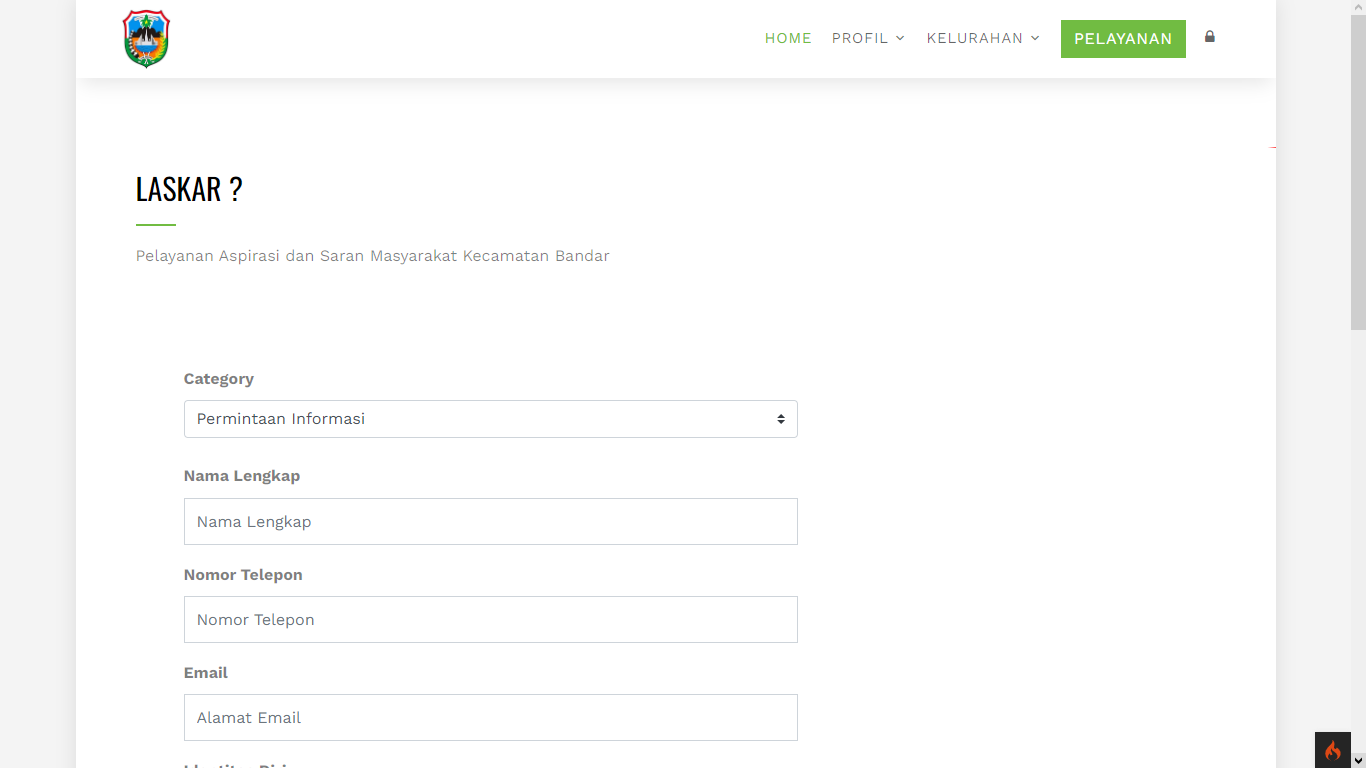 HOME PROFIL KELURAHAN PELAYANAN
LASKAR ?
Pelayanan Aspirasi dan Saran Masyarakat Kecamatan Bandar
Category
Permintaan Informasi
Nama Lengkap
Nama Lengkap
Nomor Telepon
Nomor Telepon
Email
Alamat Email